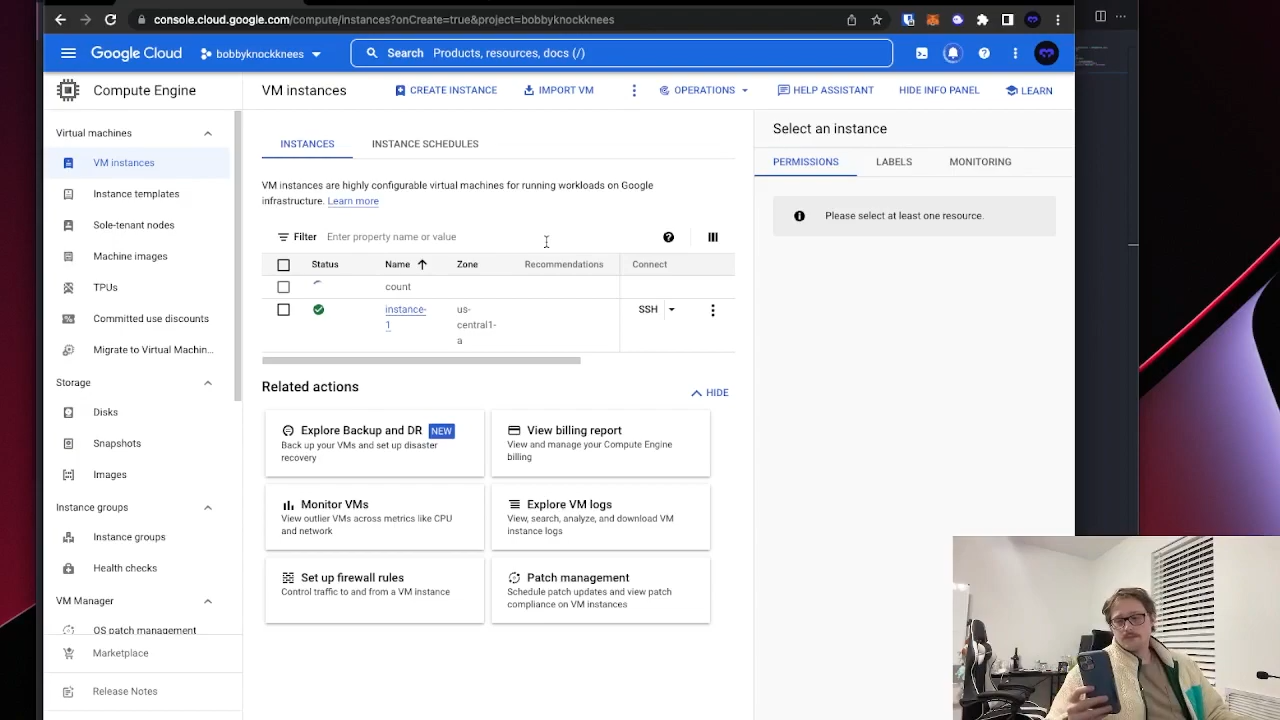 console.cloud.google.com/compute/instances?onCreate=true&project=bobbyknockknees
Google Cloud
bobbyknockknees
Search Products, resources, docs (/)
Compute Engine
VM instances
CREATE INSTANCE
IMPORT VM
OPERATIONS
HELP ASSISTANT
HIDE INFO PANEL
LEARN
Virtual machines
VM instances
Instance templates
Sole-tenant nodes
Machine images
TPUs
Committed use discounts
Migrate to Virtual Machin...
Storage
Disks
Snapshots
Images
Instance groups
Instance groups
Health checks
VM Manager
OS patch management
Marketplace
Release Notes
INSTANCES
INSTANCE SCHEDULES
VM instances are highly configurable virtual machines for running workloads on Google
infrastructure. Learn more
Filter Enter property name or value
Status Name Zone Recommendations Connect
count
instance-
1
us-
central1-
a
SSH
Related actions
HIDE
Explore Backup and DR NEW
Back up your VMs and set up disaster
recovery
View billing report
View and manage your Compute Engine
billing
Monitor VMs
View outlier VMs across metrics like CPU
and network
Explore VM logs
View, search, analyze, and download VM
instance logs
Set up firewall rules
Control traffic to and from a VM instance
Patch management
Schedule patch updates and view patch
compliance on VM instances
Select an instance
PERMISSIONS
LABELS
MONITORING
Please select at least one resource.